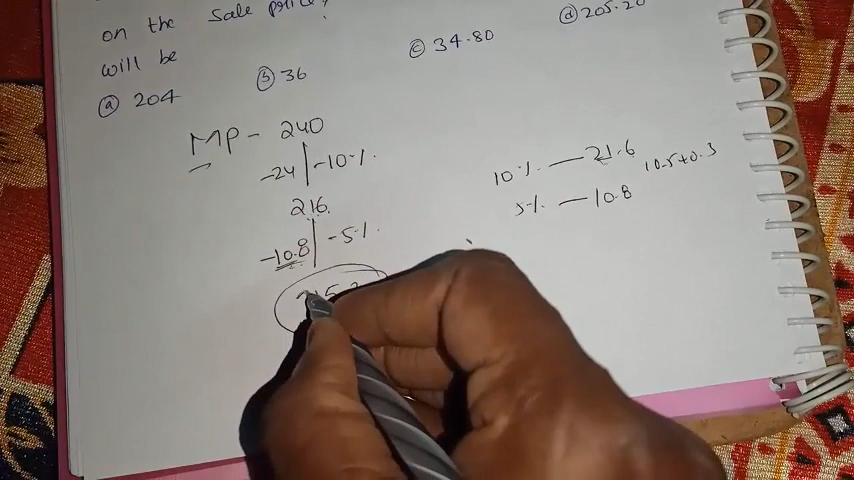 on the Sale price,
will be
ⓐ 204 ⓑ 36 ⓒ 34.80 ⓓ 205.20
MP - 240
-24 | -10%.
216.
-10.8 | -5%.
10%. — 21.6
5%. — 10.8
10.5+0.3